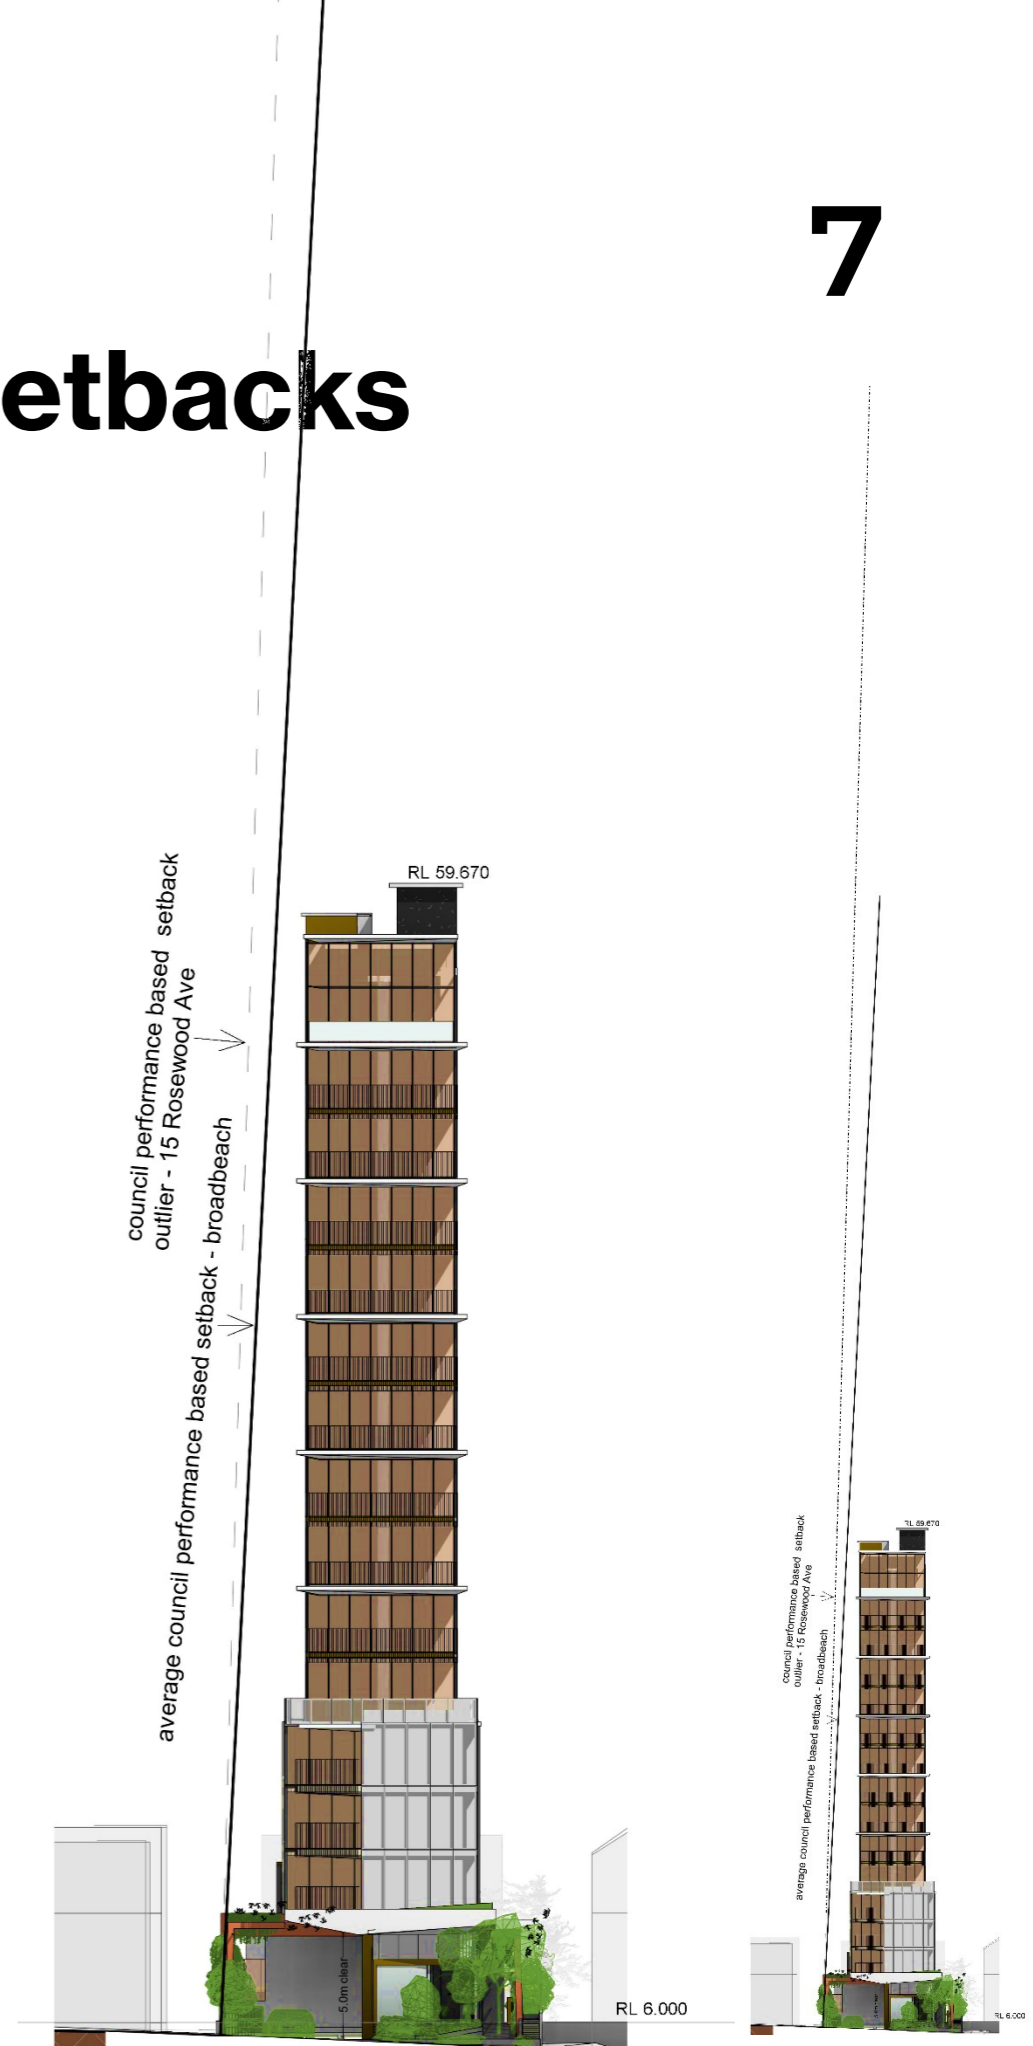 7
etbacks
RL 59.670
council performance based setback
outlier - 15 Rosewood Ave
average council performance based setback - broadbeach
5.0m clear
RL 6.000
RL 59.670
council performance based setback
outlier - 15 Rosewood Ave
average council performance based setback - broadbeach
RL 6.000